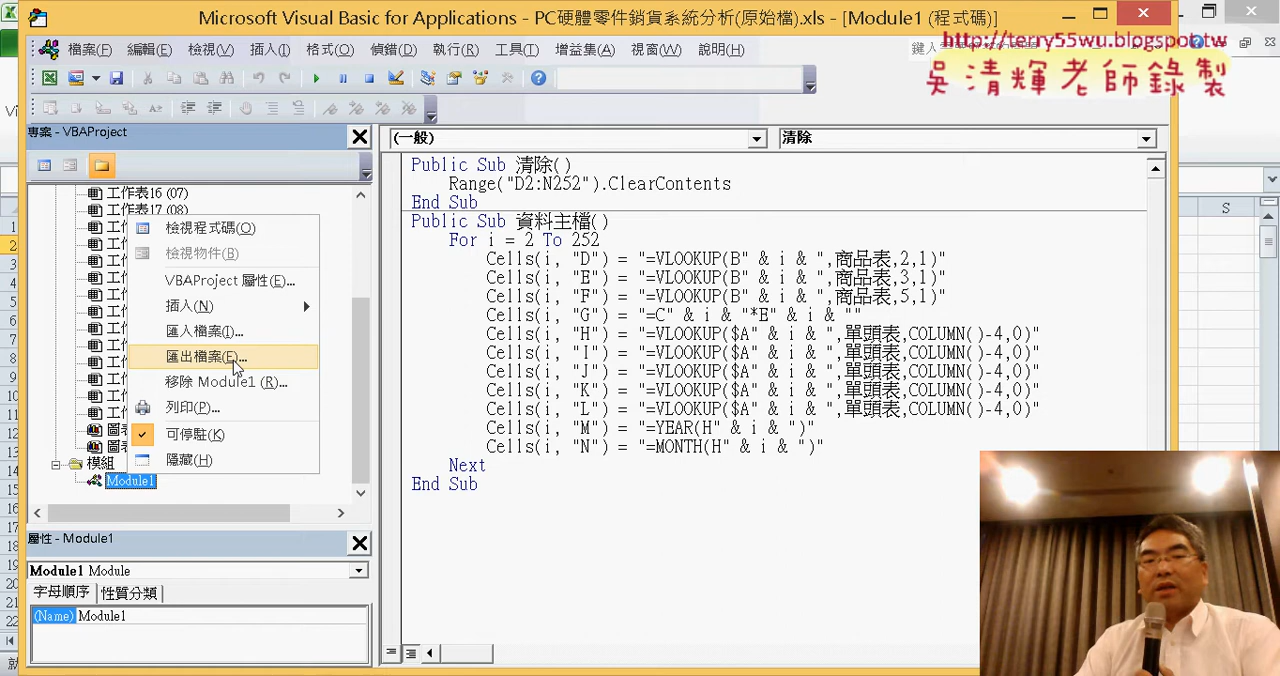 Microsoft Visual Basic for Applications - PC硬體零件銷貨系統分析(原始檔).xls - [Module1 (程式碼)]
檔案(F) 編輯(E) 檢視(V) 插入(I) 格式(O) 偵錯(D) 執行(R) 工具(T) 增益集(A) 視窗(W) 說明(H)
http://terry55wu.blogspot.tw
吳清輝老師錄製
專案 - VBAProject
(一般)
清除
工作表16 (07)
工作表17 (08)
檢視程式碼(O)
檢視物件(B)
VBAProject 屬性(E)...
插入(N)
匯入檔案(I)...
匯出檔案(E)...
移除 Module1 (R)...
列印(P)...
可停駐(K)
隱藏(H)
模組
Module1
Public Sub 清除()
Range("D2:N252").ClearContents
End Sub
Public Sub 資料主檔()
For i = 2 To 252
Cells(i, "D") = "=VLOOKUP(B" & i & ",商品表,2,1)"
Cells(i, "E") = "=VLOOKUP(B" & i & ",商品表,3,1)"
Cells(i, "F") = "=VLOOKUP(B" & i & ",商品表,5,1)"
Cells(i, "G") = "=C" & i & "*E" & i & ""
Cells(i, "H") = "=VLOOKUP($A" & i & ",單頭表,COLUMN()-4,0)"
Cells(i, "I") = "=VLOOKUP($A" & i & ",單頭表,COLUMN()-4,0)"
Cells(i, "J") = "=VLOOKUP($A" & i & ",單頭表,COLUMN()-4,0)"
Cells(i, "K") = "=VLOOKUP($A" & i & ",單頭表,COLUMN()-4,0)"
Cells(i, "L") = "=VLOOKUP($A" & i & ",單頭表,COLUMN()-4,0)"
Cells(i, "M") = "=YEAR(H" & i & ")"
Cells(i, "N") = "=MONTH(H" & i & ")"
Next
End Sub
屬性 - Module1
Module1 Module
字母順序 性質分類
(Name) Module1
S